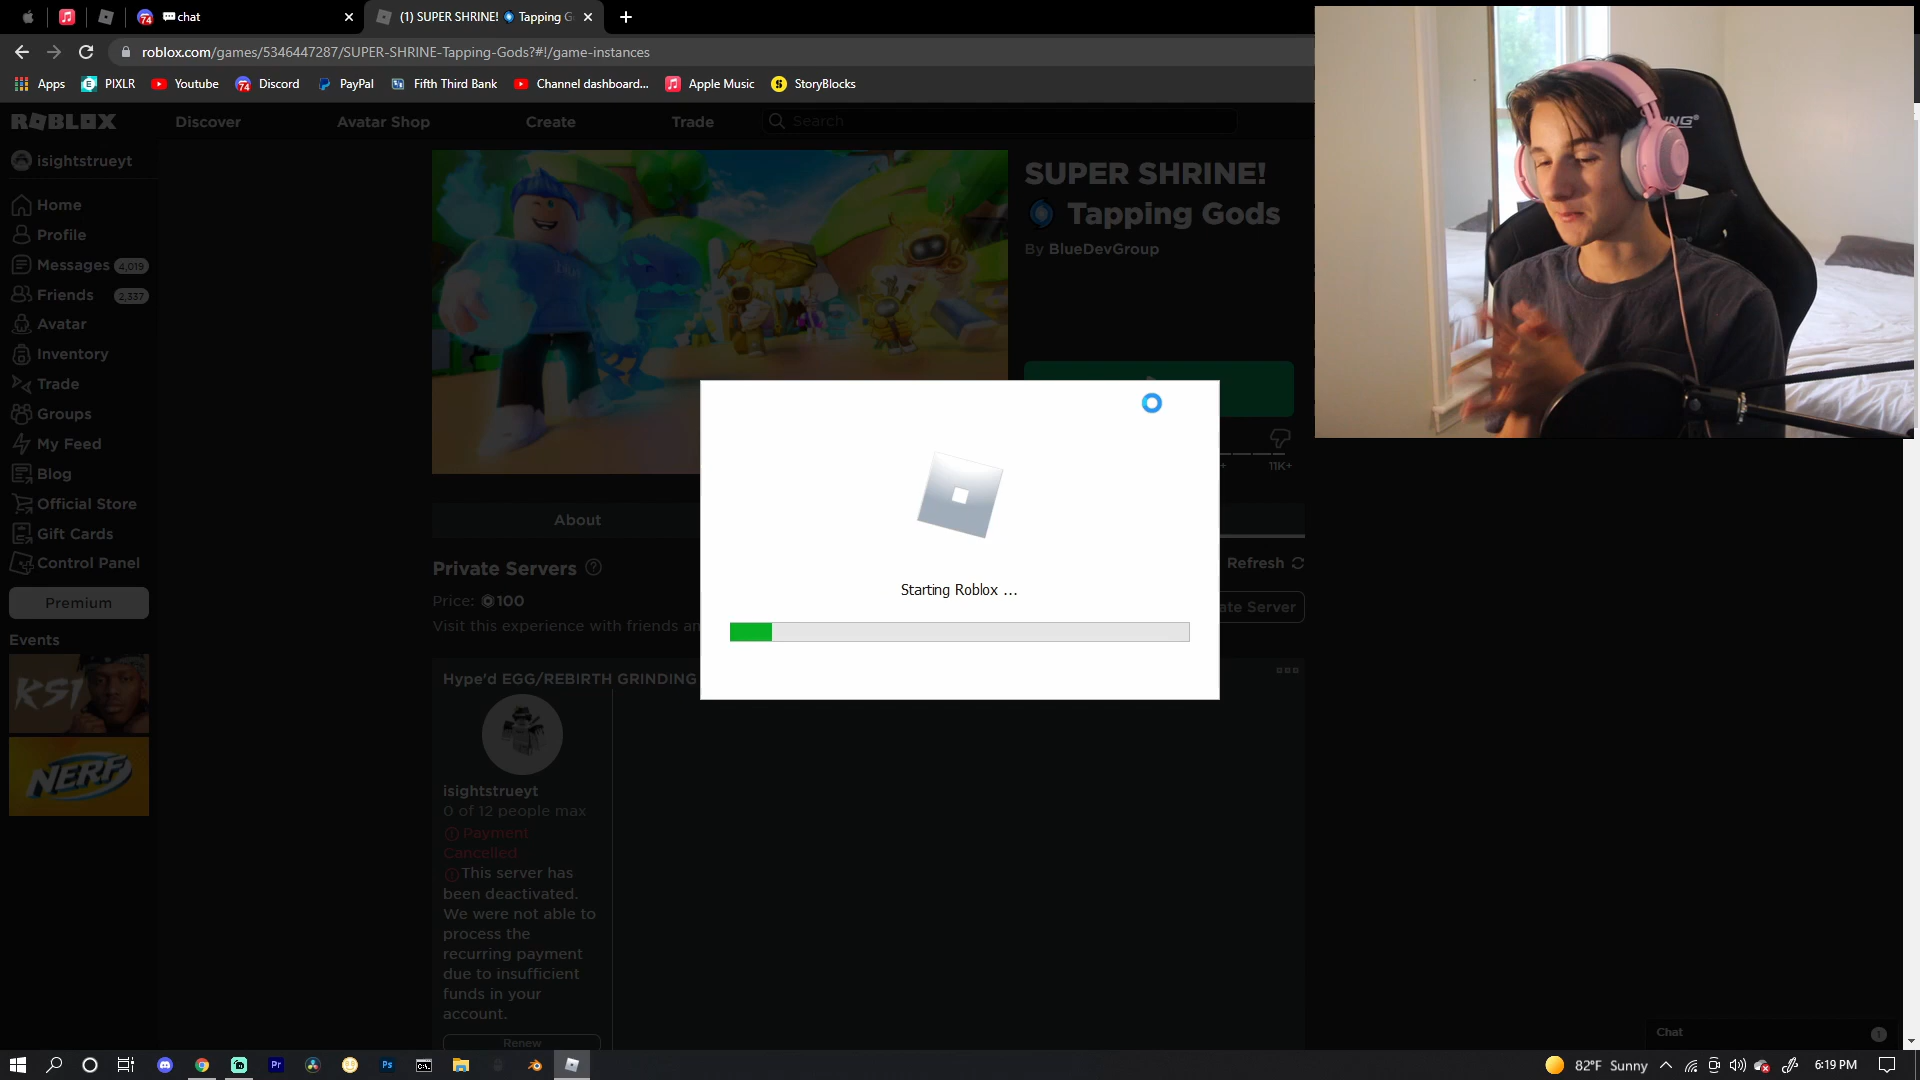 chat
(1) SUPER SHRINE! Tapping G
roblox.com/games/5346447287/SUPER-SHRINE-Tapping-Gods?#!/game-instances
Apps PIXLR Youtube Discord PayPal Fifth Third Bank Channel dashboard... Apple Music StoryBlocks
ROBLOX Discover Avatar Shop Create Trade Search
isightstrueyt
Home
Profile
Messages 4,019
Friends 2,337
Avatar
Inventory
Trade
Groups
My Feed
Blog
Official Store
Gift Cards
Control Panel
Premium
Events
KSI
NERF
SUPER SHRINE!
Tapping Gods
By BlueDevGroup
11K+
About
Private Servers
Refresh
Price: 100
ate Server
Visit this experience with friends an
Starting Roblox ...
Hype'd EGG/REBIRTH GRINDING
isightstrueyt
0 of 12 people max
Payment
Cancelled
This server has
been deactivated.
We were not able to
process the
recurring payment
due to insufficient
funds in your
account.
Renew
Chat 1
82°F Sunny 6:19 PM